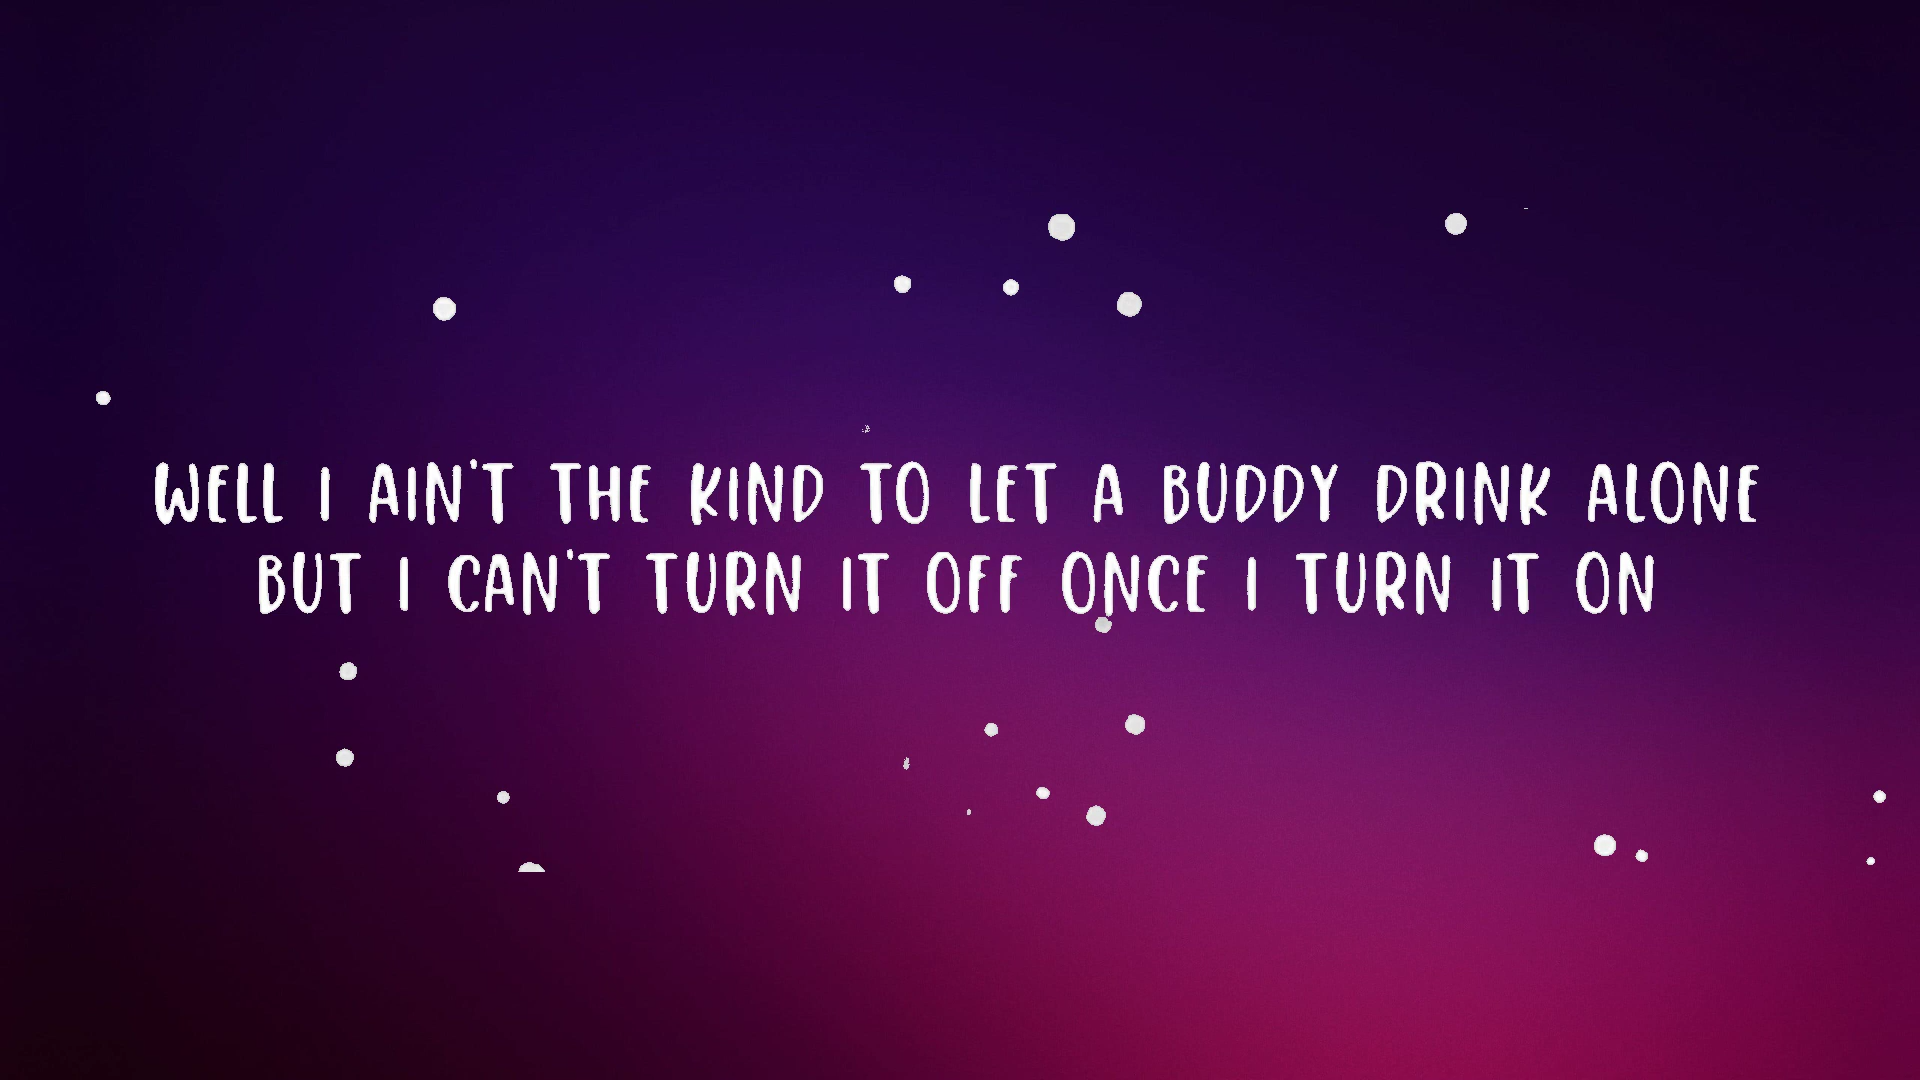 WELL I AIN'T THE KIND TO LET A BUDDY DRINK ALONE
BUT I CAN'T TURN IT OFF ONCE I TURN IT ON